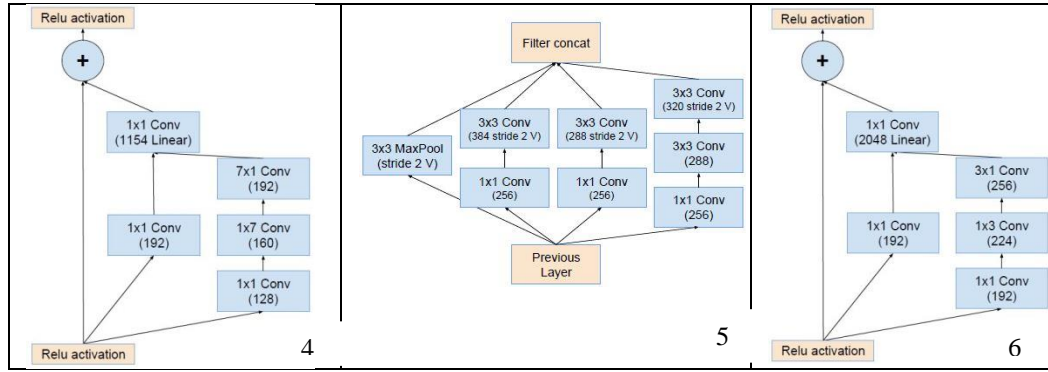 Relu activation
+
1x1 Conv
(1154 Linear)
7x1 Conv
(192)
1x1 Conv
(192)
1x7 Conv
(160)
1x1 Conv
(128)
Relu activation
4
Filter concat
3x3 MaxPool
(stride 2 V)
3x3 Conv
(384 stride 2 V)
1x1 Conv
(256)
3x3 Conv
(288 stride 2 V)
1x1 Conv
(256)
3x3 Conv
(320 stride 2 V)
3x3 Conv
(288)
1x1 Conv
(256)
Previous
Layer
5
Relu activation
+
1x1 Conv
(2048 Linear)
3x1 Conv
(256)
1x1 Conv
(192)
1x3 Conv
(224)
1x1 Conv
(192)
Relu activation
6